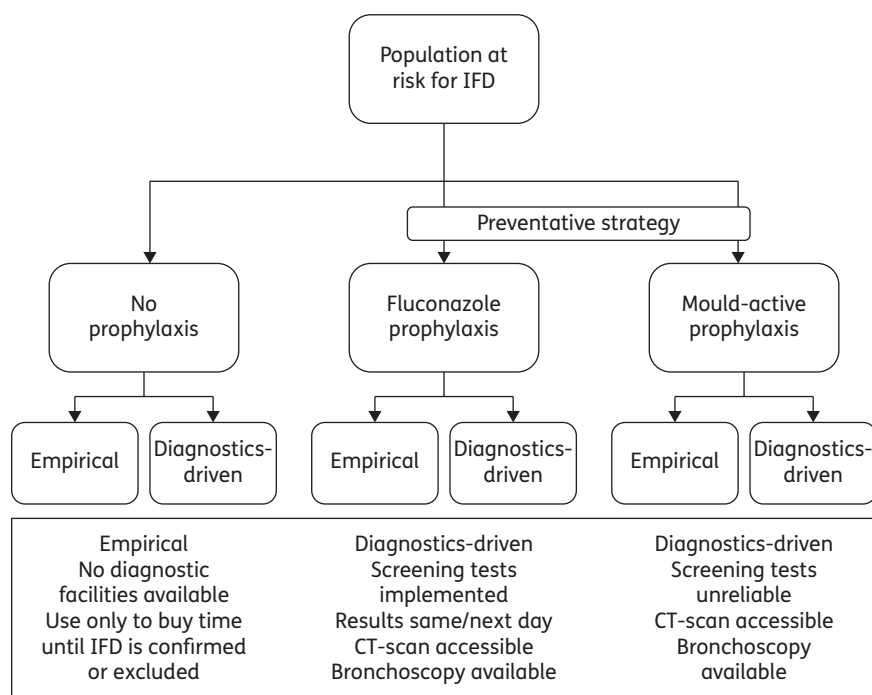 Population at
risk for IFD
Preventative strategy
No
prophylaxis
Fluconazole
prophylaxis
Mould-active
prophylaxis
Empirical
Diagnostics-
driven
Empirical
Diagnostics-
driven
Empirical
Diagnostics-
driven
Empirical
No diagnostic
facilities available
Use only to buy time
until IFD is confirmed
or excluded
Diagnostics-driven
Screening tests
implemented
Results same/next day
CT-scan accessible
Bronchoscopy available
Diagnostics-driven
Screening tests
unreliable
CT-scan accessible
Bronchoscopy
available